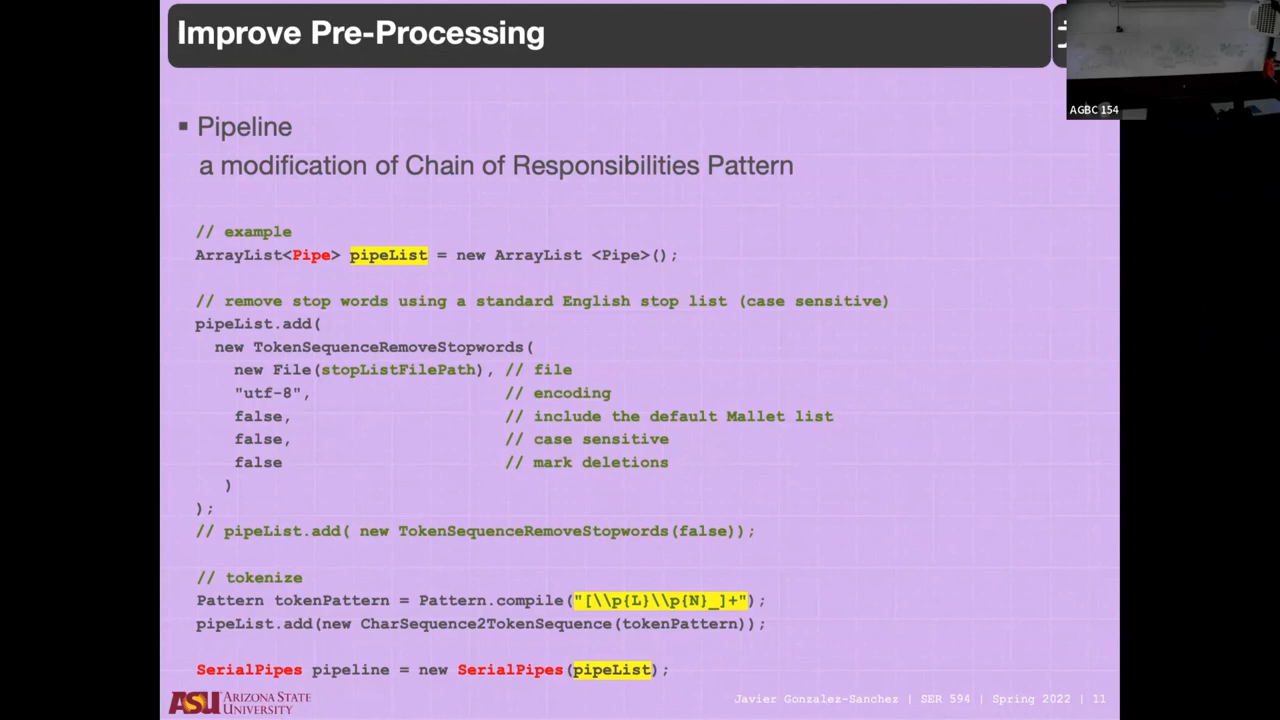 Improve Pre-Processing
AGBC 154
▪ Pipeline
a modification of Chain of Responsibilities Pattern
// example
ArrayList<Pipe> pipeList = new ArrayList <Pipe>();
// remove stop words using a standard English stop list (case sensitive)
pipeList.add(
new TokenSequenceRemoveStopwords(
new File(stopListFilePath), // file
"utf-8", // encoding
false, // include the default Mallet list
false, // case sensitive
false // mark deletions
)
);
// pipeList.add( new TokenSequenceRemoveStopwords(false));
// tokenize
Pattern tokenPattern = Pattern.compile("[\\p{L}\\p{N}_]+");
pipeList.add(new CharSequence2TokenSequence(tokenPattern));
SerialPipes pipeline = new SerialPipes(pipeList);
ASU ARIZONA STATE
UNIVERSITY
Javier Gonzalez-Sanchez | SER 594 | Spring 2022 | 11